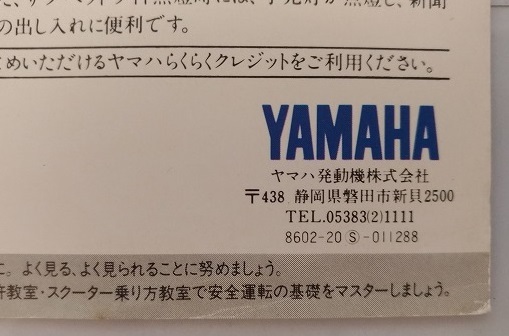 の出し入れに便利です。
めいただけるヤマハらくらくクレジットをご利用ください。
YAMAHA
ヤマハ発動機株式会社
〒438 静岡県磐田市新貝2500
TEL.05383(2)1111
8602-20Ⓢ-011288
。よく見る、よく見られることに努めましょう。
教室・スクーター乗り方教室で安全運転の基礎をマスターしましょう。